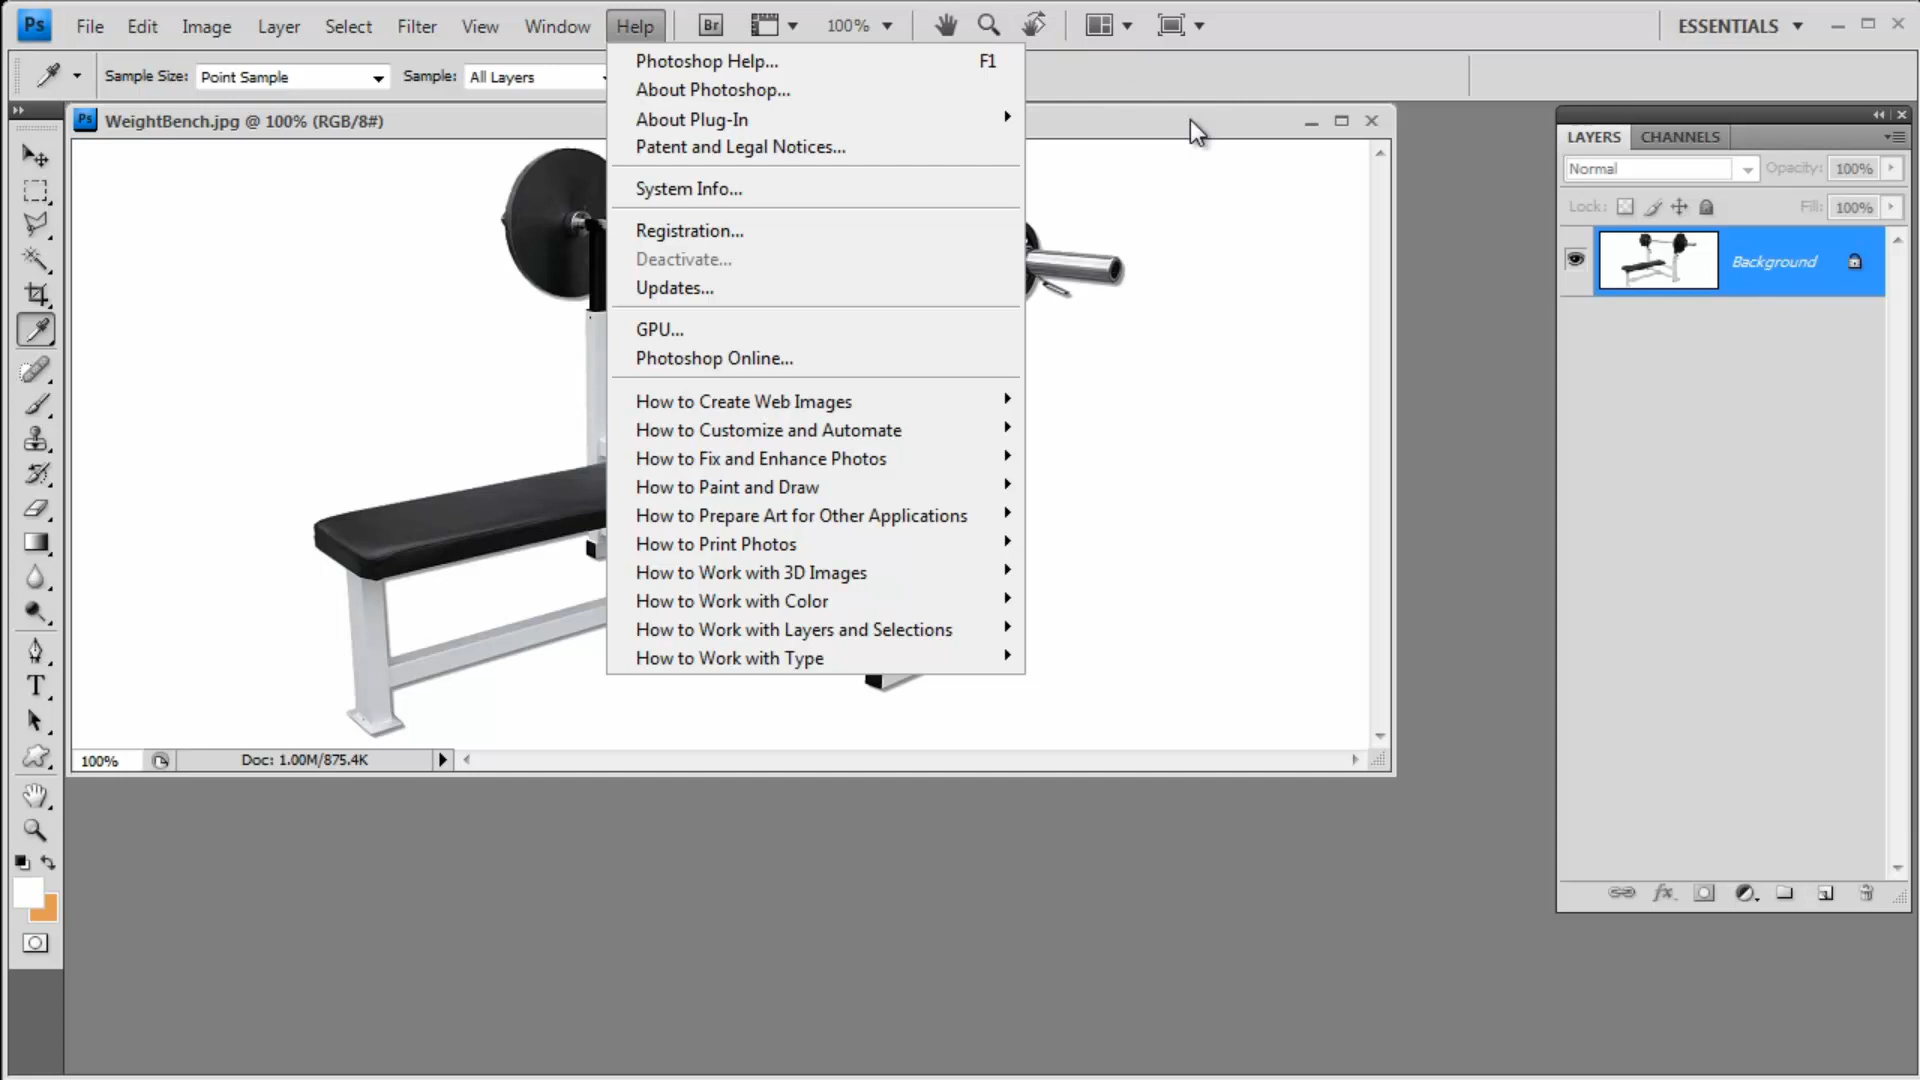 Ps File Edit Image Layer Select Filter View Window Help Br 100% ESSENTIALS
Sample Size: Point Sample Sample: All Layers
Photoshop Help... F1
About Photoshop...
About Plug-In
Patent and Legal Notices...
System Info...
Registration...
Deactivate...
Updates...
GPU...
Photoshop Online...
How to Create Web Images
How to Customize and Automate
How to Fix and Enhance Photos
How to Paint and Draw
How to Prepare Art for Other Applications
How to Print Photos
How to Work with 3D Images
How to Work with Color
How to Work with Layers and Selections
How to Work with Type
Ps WeightBench.jpg @ 100% (RGB/8#)
T
100% Doc: 1.00M/875.4K
LAYERS CHANNELS
Normal Opacity: 100%
Lock: Fill: 100%
Background
fx.